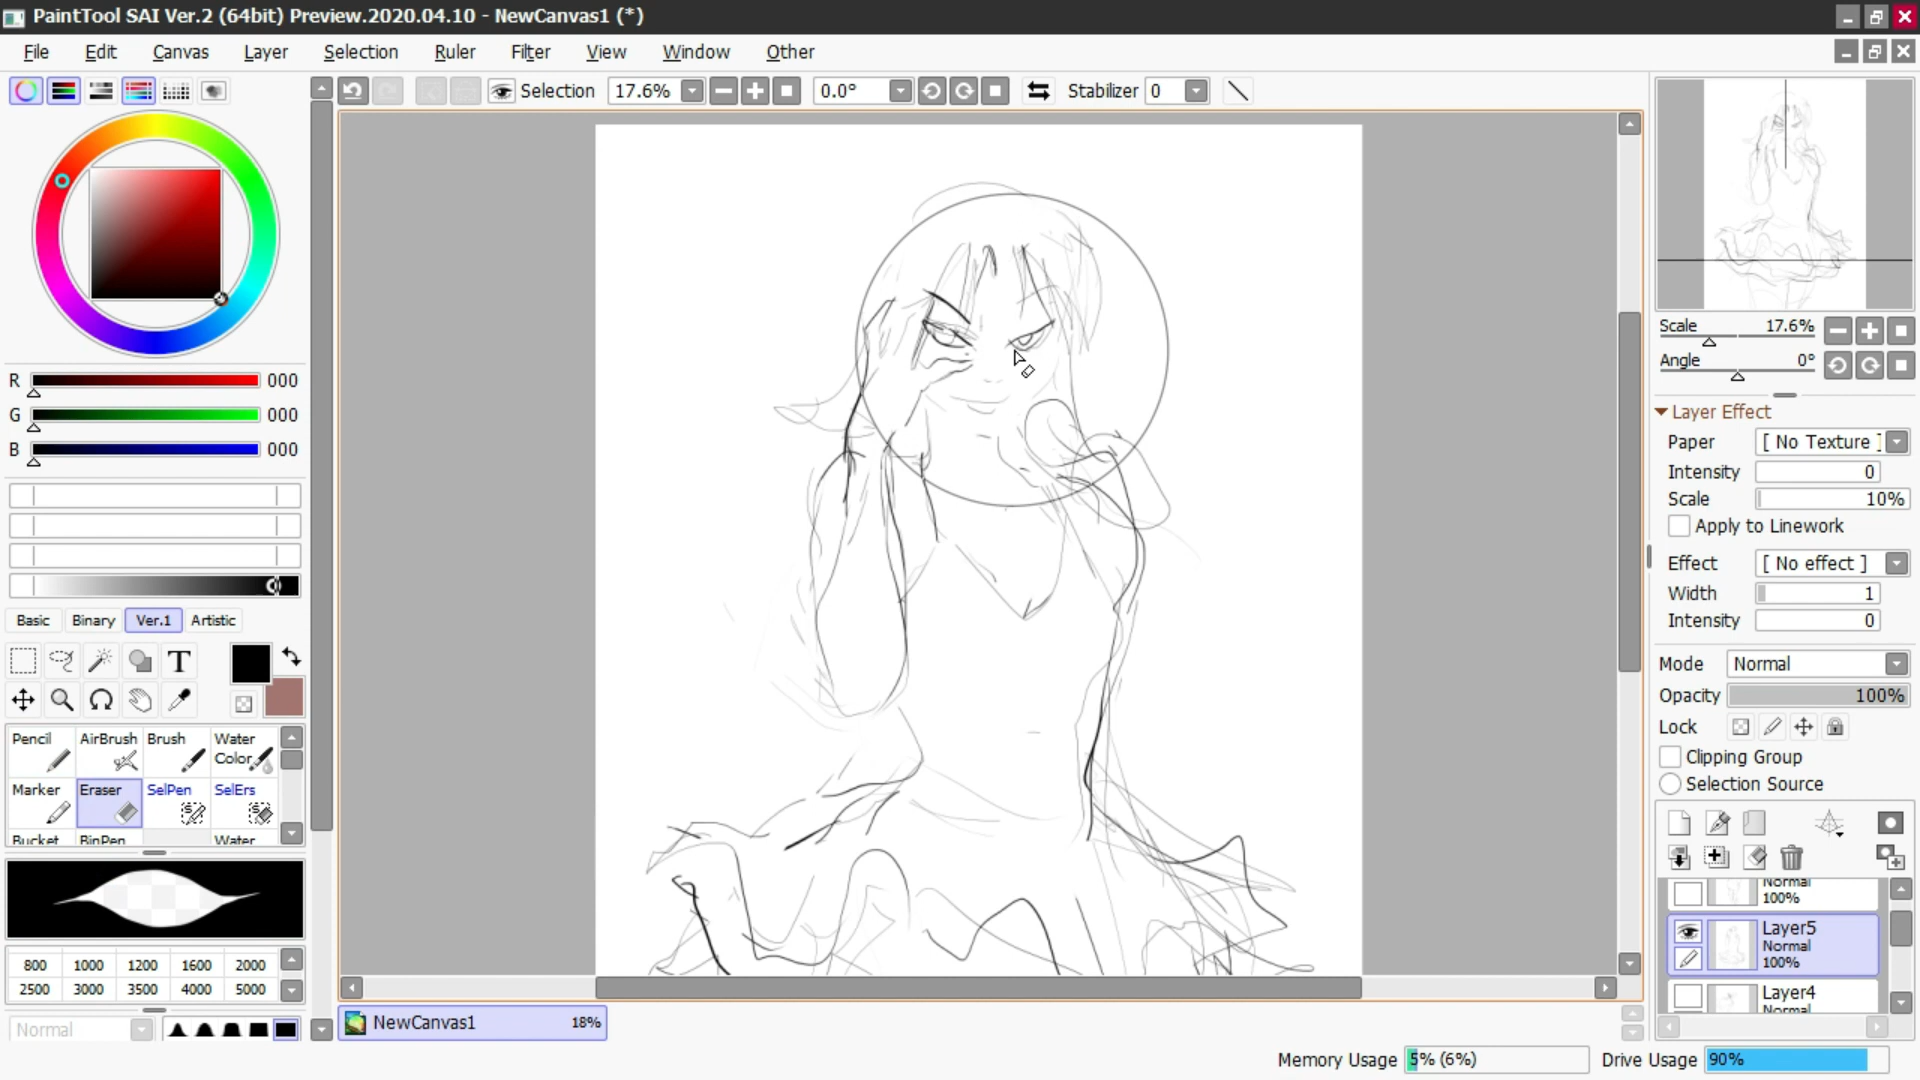 PaintTool SAI Ver.2 (64bit) Preview.2020.04.10 - NewCanvas1 (*)
File Edit Canvas Layer Selection Ruler Filter View Window Other
Selection 17.6% 0.0° Stabilizer 0
R 000
G 000
B 000
Basic Binary Ver.1 Artistic
T
Pencil AirBrush Brush Water Color
Marker Eraser SelPen SelErs
Bucket BinPen Water
800 1000 1200 1600 2000
2500 3000 3500 4000 5000
Normal
NewCanvas1 18%
Scale 17.6%
Angle 0°
Layer Effect
Paper [ No Texture ]
Intensity 0
Scale 10%
Apply to Linework
Effect [ No effect ]
Width 1
Intensity 0
Mode Normal
Opacity 100%
Lock
Clipping Group
Selection Source
Normal
100%
Layer5
Normal
100%
Layer4
Normal
Memory Usage 5% (6%) Drive Usage 90%